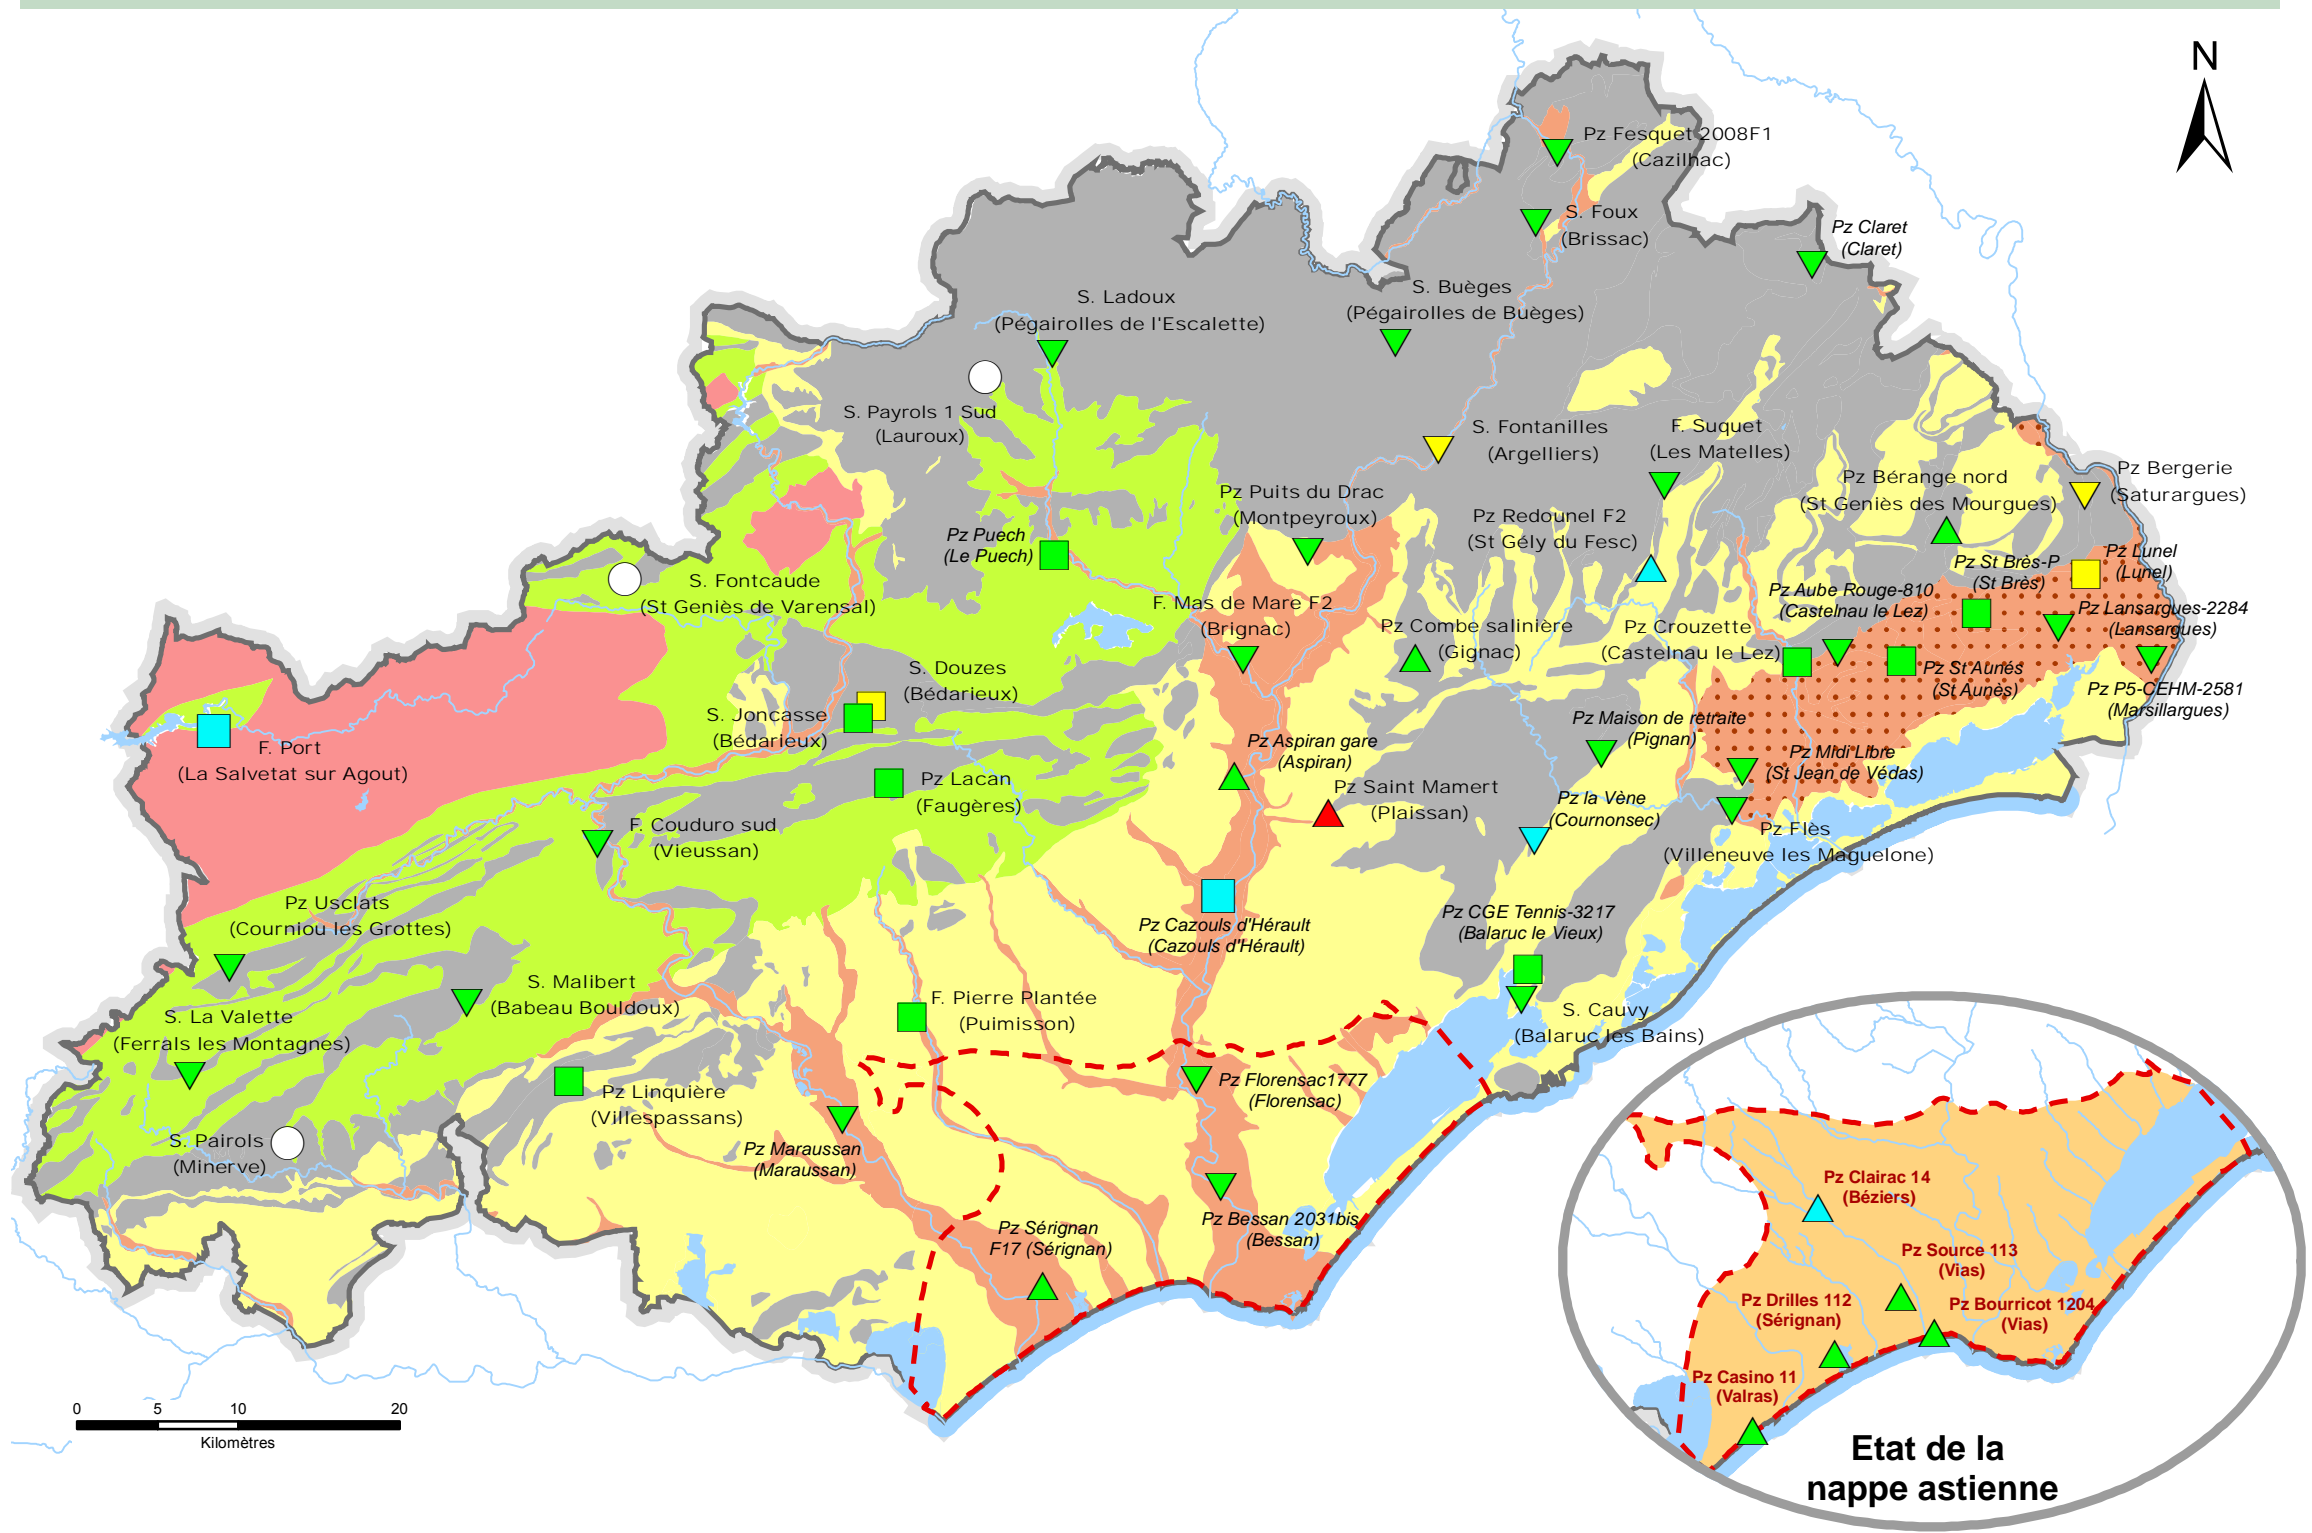 N
Pz Fesquet 2008F1
(Cazilhac)
S. Foux
(Brissac)
Pz Claret
(Claret)
S. Ladoux
(Pégairolles de l'Escalette)
S. Buèges
(Pégairolles de Buèges)
S. Payrols 1 Sud
(Lauroux)
S. Fontanilles
(Argelliers)
F. Suquet
(Les Matelles)
Pz Bérange nord
(St Geniès des Mourgues)
Pz Bergerie
(Saturargues)
Pz Puits du Drac
(Montpeyroux)
Pz Redounel F2
(St Gély du Fesc)
Pz Puech
(Le Puech)
Pz Lunel
(Lunel)
Pz St Brès-P
(St Brès)
S. Fontcaude
(St Geniès de Varensal)
Pz Aube Rouge-810
(Castelnau le Lez)
F. Mas de Mare F2
(Brignac)
Pz Lansargues-2284
(Lansargues)
Pz Combe salinière
(Gignac)
Pz Crouzette
(Castelnau le Lez)
S. Douzes
(Bédarieux)
Pz St Aunés
(St Aunès)
Pz P5-CEHM-2581
(Marsillargues)
S. Joncasse
(Bédarieux)
Pz Maison de retraite
(Pignan)
F. Port
(La Salvetat sur Agout)
Pz Aspiran gare
(Aspiran)
Pz Midi Libre
(St Jean de Védas)
Pz Lacan
(Faugères)
Pz Saint Mamert
(Plaissan)
Pz la Vène
(Cournonsec)
F. Couduro sud
(Vieussan)
Pz Flès
(Villeneuve les Maguelone)
Pz Usclats
(Courniou les Grottes)
Pz Cazouls d'Hérault
(Cazouls d'Hérault)
Pz CGE Tennis-3217
(Balaruc le Vieux)
S. Malibert
(Babeau Bouldoux)
F. Pierre Plantée
(Puimisson)
S. Cauvy
(Balaruc les Bains)
S. La Valette
(Ferrals les Montagnes)
Pz Florensac1777
(Florensac)
Pz Linquière
(Villespassans)
S. Pairols
(Minerve)
Pz Maraussan
(Maraussan)
Pz Bessan 2031bis
(Bessan)
Pz Sérignan
F17 (Sérignan)
Pz Clairac 14
(Béziers)
Pz Source 113
(Vias)
Pz Drilles 112
(Sérignan)
Pz Bourricot 1204
(Vias)
Pz Casino 11
(Valras)
0 5 10 20
Kilomètres
Etat de la
nappe astienne